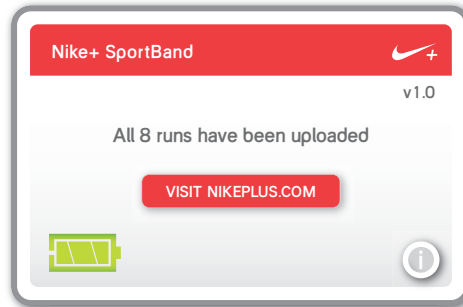 Nike+ SportBand
v1.0
All 8 runs have been uploaded
VISIT NIKEPLUS.COM